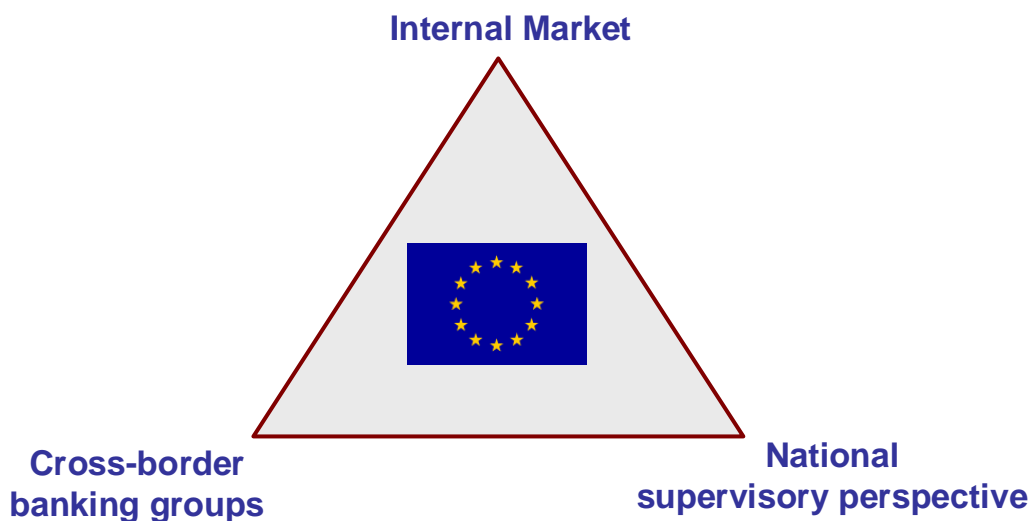 Internal Market
Cross-border
banking groups
National
supervisory perspective